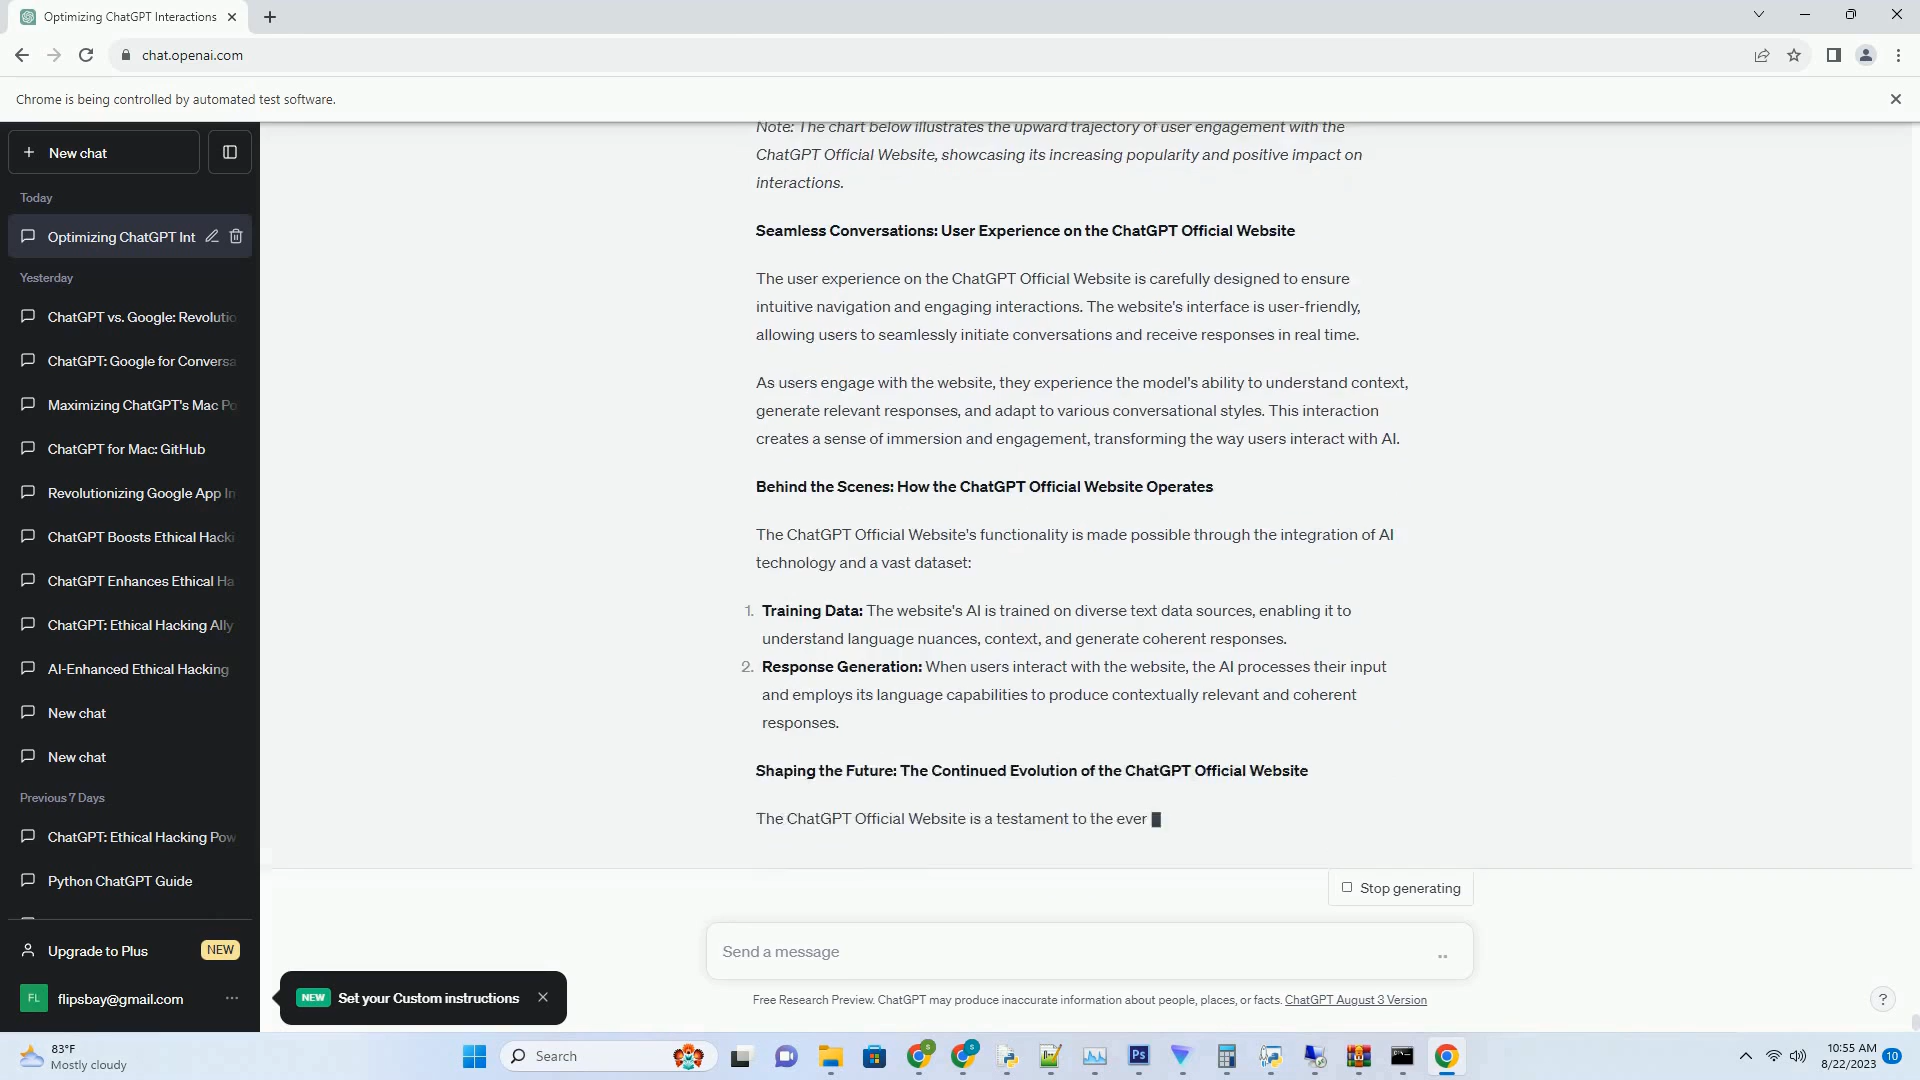 Optimizing ChatGPT Interactions
chat.openai.com
Chrome is being controlled by automated test software.
New chat
Today
Optimizing ChatGPT Int
Yesterday
ChatGPT vs. Google: Revolutio
ChatGPT: Google for Conversa
Maximizing ChatGPT's Mac Po
ChatGPT for Mac: GitHub
Revolutionizing Google App In
ChatGPT Boosts Ethical Hacki
ChatGPT Enhances Ethical Ha
ChatGPT: Ethical Hacking Ally
AI-Enhanced Ethical Hacking
New chat
New chat
Previous 7 Days
ChatGPT: Ethical Hacking Pow
Python ChatGPT Guide
Upgrade to Plus NEW
FL flipsbay@gmail.com
NEW Set your Custom instructions
Note: The chart below illustrates the upward trajectory of user engagement with the
ChatGPT Official Website, showcasing its increasing popularity and positive impact on
interactions.
Seamless Conversations: User Experience on the ChatGPT Official Website
The user experience on the ChatGPT Official Website is carefully designed to ensure
intuitive navigation and engaging interactions. The website's interface is user-friendly,
allowing users to seamlessly initiate conversations and receive responses in real time.
As users engage with the website, they experience the model's ability to understand context,
generate relevant responses, and adapt to various conversational styles. This interaction
creates a sense of immersion and engagement, transforming the way users interact with AI.
Behind the Scenes: How the ChatGPT Official Website Operates
The ChatGPT Official Website's functionality is made possible through the integration of AI
technology and a vast dataset:
1. Training Data: The website's AI is trained on diverse text data sources, enabling it to
understand language nuances, context, and generate coherent responses.
2. Response Generation: When users interact with the website, the AI processes their input
and employs its language capabilities to produce contextually relevant and coherent
responses.
Shaping the Future: The Continued Evolution of the ChatGPT Official Website
The ChatGPT Official Website is a testament to the ever
Stop generating
Send a message
Free Research Preview. ChatGPT may produce inaccurate information about people, places, or facts. ChatGPT August 3 Version
?
83°F
Mostly cloudy
Search
Ps
10:55 AM
8/22/2023
10